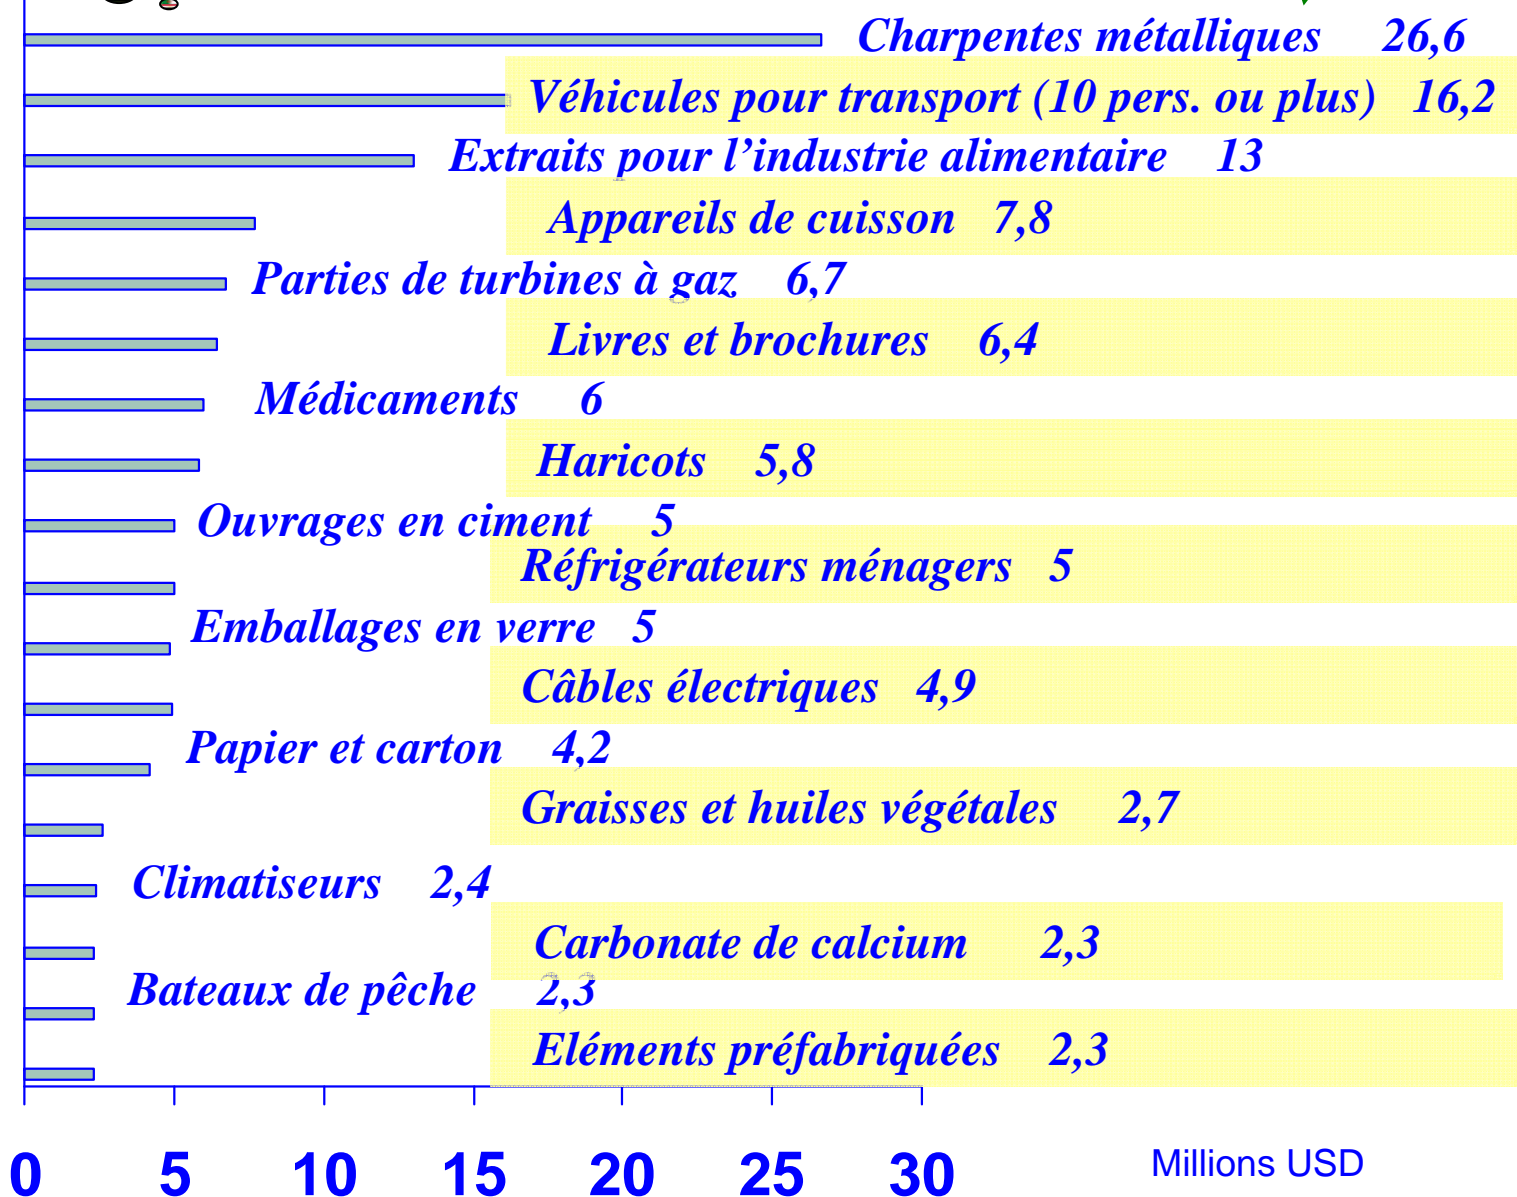 Charpentes métalliques 26,6
Véhicules pour transport (10 pers. ou plus) 16,2
Extraits pour l’industrie alimentaire 13
Appareils de cuisson 7,8
Parties de turbines à gaz 6,7
Livres et brochures 6,4
Médicaments 6
Haricots 5,8
Ouvrages en ciment 5
Réfrigérateurs ménagers 5
Emballages en verre 5
Câbles électriques 4,9
Papier et carton 4,2
Graisses et huiles végétales 2,7
Climatiseurs 2,4
Carbonate de calcium 2,3
Bateaux de pêche 2,3
Eléments préfabriquées 2,3
0 5 10 15 20 25 30 Millions USD